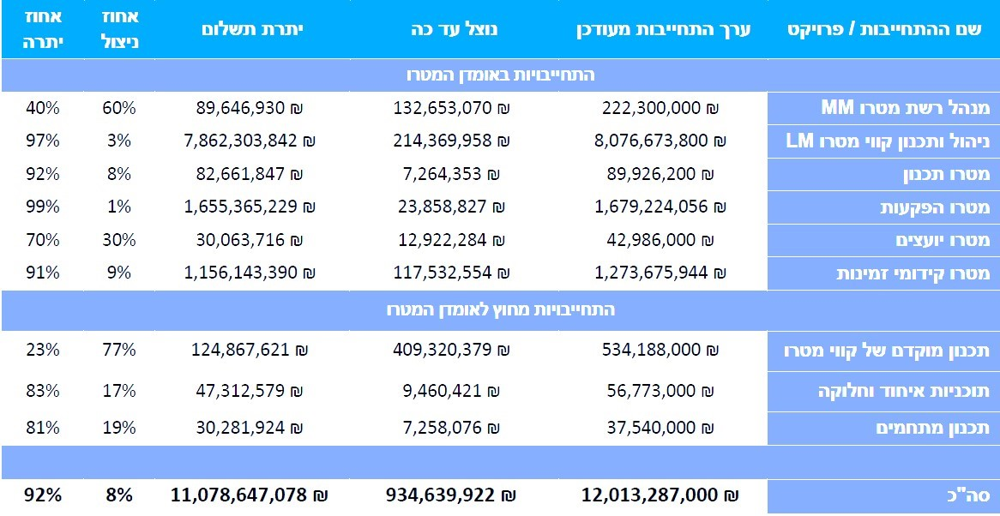 שם ההתחייבות / פרויקט ערך התחייבות מעודכן נוצל עד כה יתרת תשלום אחוז ניצול אחוז יתרה
התחייבויות באומדן המטרו
מנהל רשת מטרו MM 222,300,000 ₪ 132,653,070 ₪ 89,646,930 ₪ 60% 40%
ניהול ותכנון קווי מטרו LM 8,076,673,800 ₪ 214,369,958 ₪ 7,862,303,842 ₪ 3% 97%
מטרו תכנון 89,926,200 ₪ 7,264,353 ₪ 82,661,847 ₪ 8% 92%
מטרו הפקעות 1,679,224,056 ₪ 23,858,827 ₪ 1,655,365,229 ₪ 1% 99%
מטרו יועצים 42,986,000 ₪ 12,922,284 ₪ 30,063,716 ₪ 30% 70%
מטרו קידומי זמינות 1,273,675,944 ₪ 117,532,554 ₪ 1,156,143,390 ₪ 9% 91%
התחייבויות מחוץ לאומדן המטרו
תכנון מוקדם של קווי מטרו 534,188,000 ₪ 409,320,379 ₪ 124,867,621 ₪ 77% 23%
תוכניות איחוד וחלוקה 56,773,000 ₪ 9,460,421 ₪ 47,312,579 ₪ 17% 83%
תכנון מתחמים 37,540,000 ₪ 7,258,076 ₪ 30,281,924 ₪ 19% 81%
סה"כ 12,013,287,000 ₪ 934,639,922 ₪ 11,078,647,078 ₪ 8% 92%